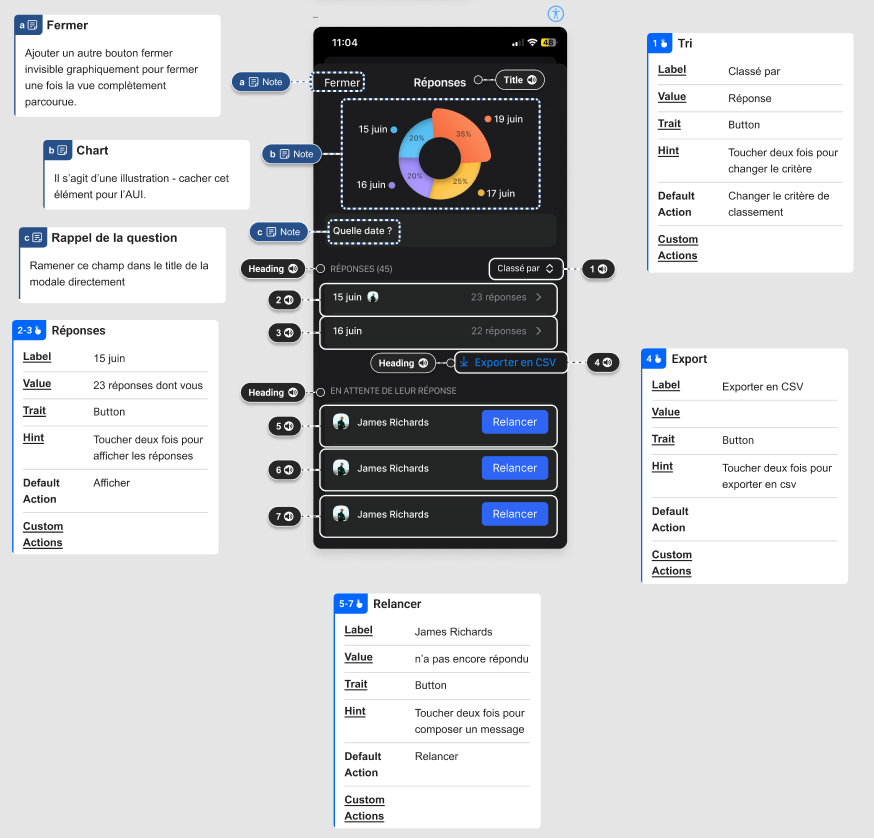 a Fermer
Ajouter un autre bouton fermer
invisible graphiquement pour fermer
une fois la vue complètement
parcourue.
b Chart
Il s'agit d'une illustration - cacher cet
élément pour l'AUI.
c Rappel de la question
Ramener ce champ dans le title de la
modale directement
2-3 Réponses
Label 15 juin
Value 23 réponses dont vous
Trait Button
Hint Toucher deux fois pour
afficher les réponses
Default Afficher
Action
Custom
Actions
11:04 48
a Note Fermer Réponses Title
b Note
15 juin 19 juin
20% 35%
16 juin 20% 25% 17 juin
c Note Quelle date ?
Heading RÉPONSES (45) Classé par 1
2 15 juin 23 réponses
3 16 juin 22 réponses
Heading Exporter en CSV 4
Heading EN ATTENTE DE LEUR RÉPONSE
5 James Richards Relancer
6 James Richards Relancer
7 James Richards Relancer
1 Tri
Label Classé par
Value Réponse
Trait Button
Hint Toucher deux fois pour
changer le critère
Default Changer le critère de
Action classement
Custom
Actions
4 Export
Label Exporter en CSV
Value
Trait Button
Hint Toucher deux fois pour
exporter en csv
Default
Action
Custom
Actions
5-7 Relancer
Label James Richards
Value n'a pas encore répondu
Trait Button
Hint Toucher deux fois pour
composer un message
Default Relancer
Action
Custom
Actions